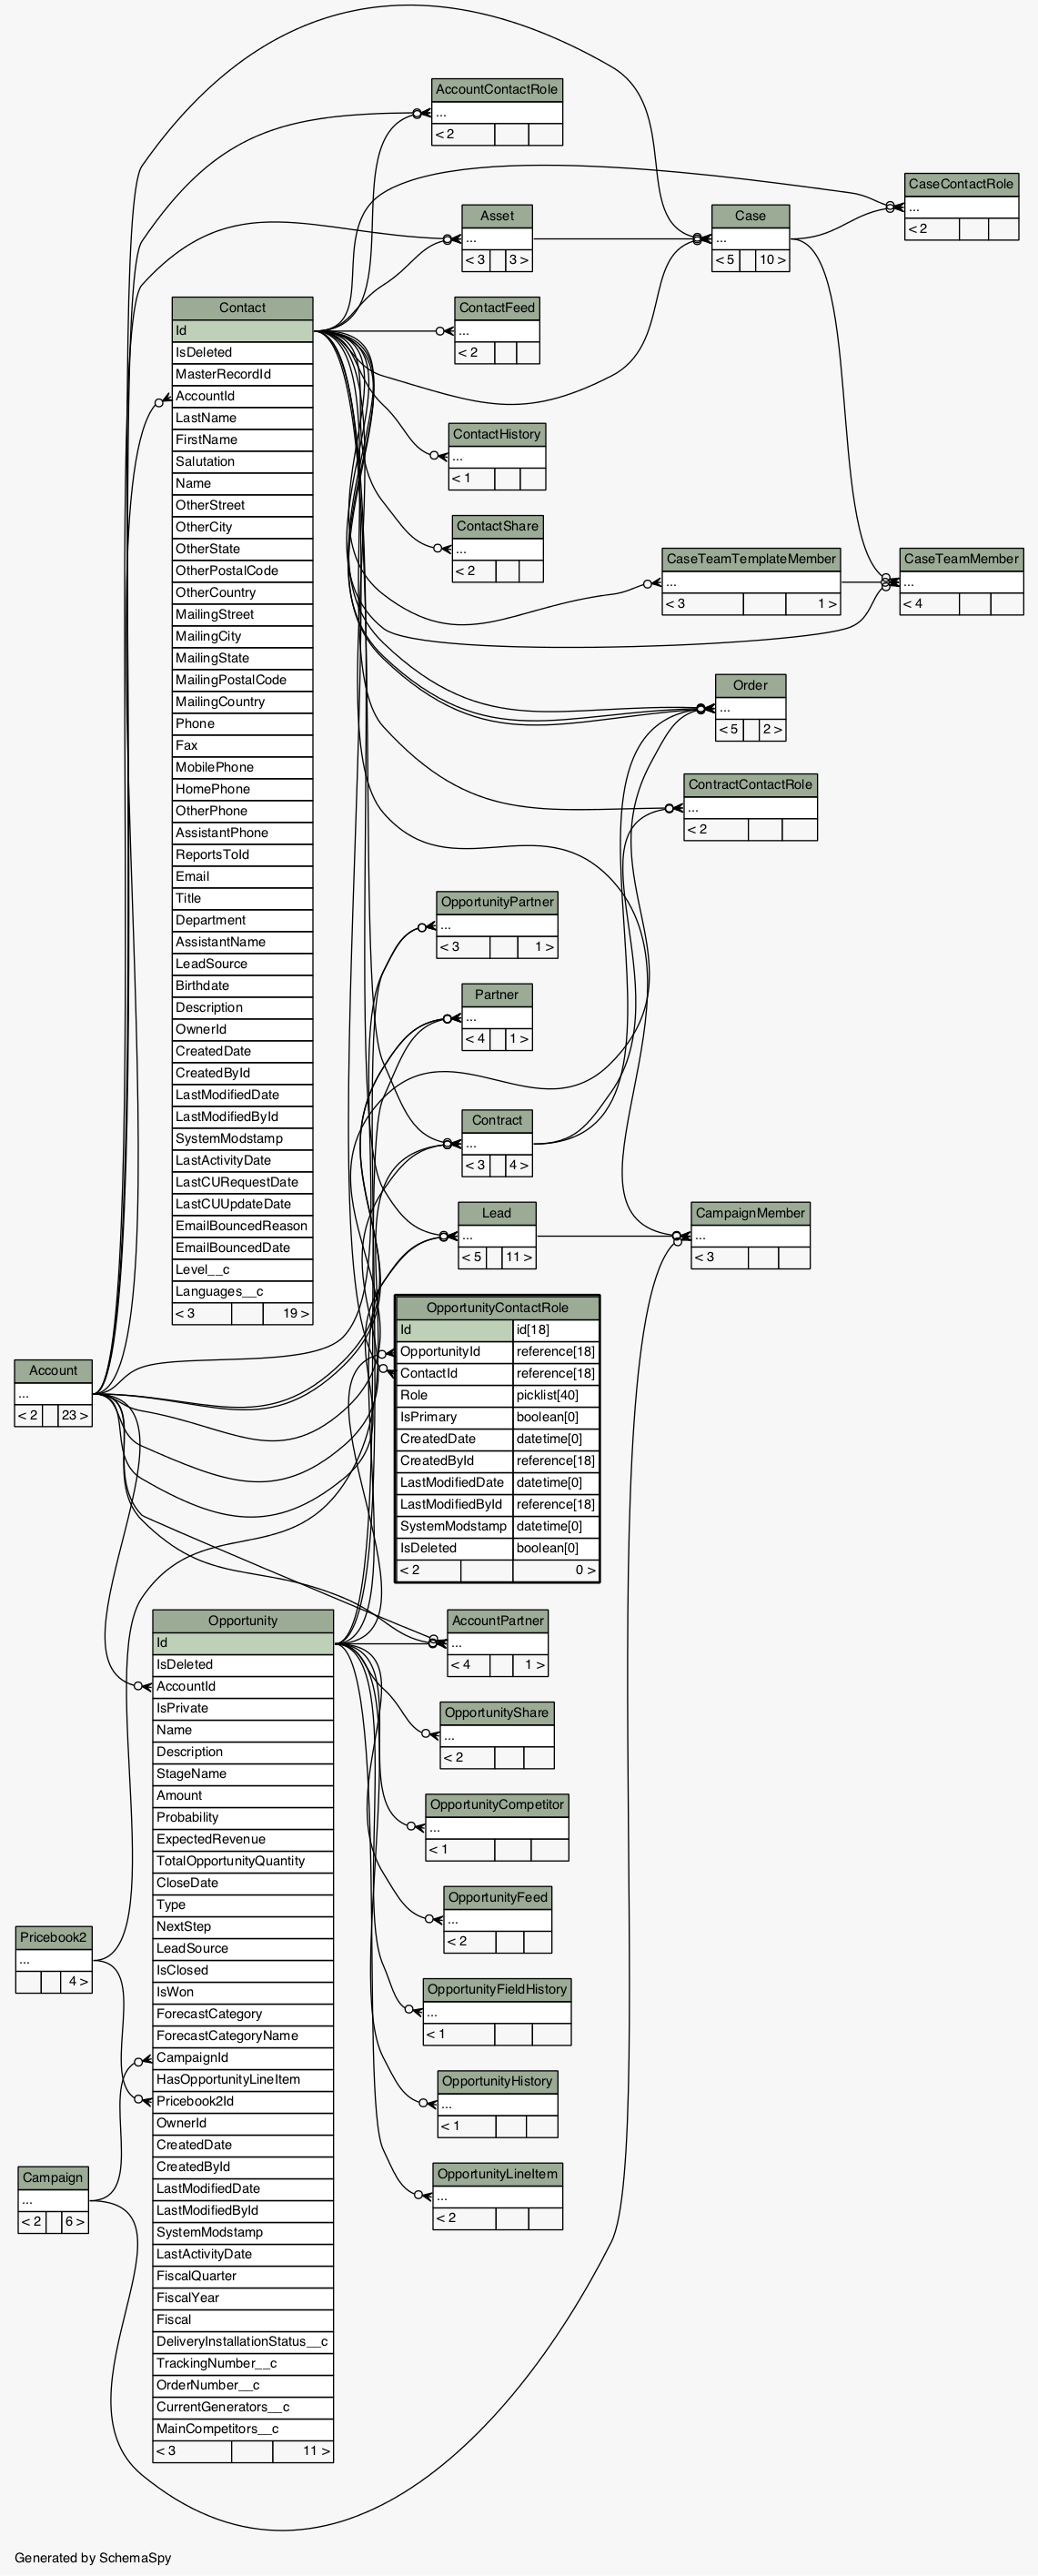 AccountContactRole
...
< 2
CaseContactRole
...
< 2
Asset
...
< 3 3 >
Case
...
< 5 10 >
Contact
Id
IsDeleted
MasterRecordId
AccountId
LastName
FirstName
Salutation
Name
OtherStreet
OtherCity
OtherState
OtherPostalCode
OtherCountry
MailingStreet
MailingCity
MailingState
MailingPostalCode
MailingCountry
Phone
Fax
MobilePhone
HomePhone
OtherPhone
AssistantPhone
ReportsToId
Email
Title
Department
AssistantName
LeadSource
Birthdate
Description
OwnerId
CreatedDate
CreatedById
LastModifiedDate
LastModifiedById
SystemModstamp
LastActivityDate
LastCURequestDate
LastCUUpdateDate
EmailBouncedReason
EmailBouncedDate
Level__c
Languages__c
< 3 19 >
ContactFeed
...
< 2
ContactHistory
...
< 1
ContactShare
...
< 2
CaseTeamTemplateMember
...
< 3 1 >
CaseTeamMember
...
< 4
Order
...
< 5 2 >
ContractContactRole
...
< 2
OpportunityPartner
...
< 3 1 >
Partner
...
< 4 1 >
Contract
...
< 3 4 >
Lead
...
< 5 11 >
CampaignMember
...
< 3
OpportunityContactRole
Id id[18]
OpportunityId reference[18]
ContactId reference[18]
Role picklist[40]
IsPrimary boolean[0]
CreatedDate datetime[0]
CreatedById reference[18]
LastModifiedDate datetime[0]
LastModifiedById reference[18]
SystemModstamp datetime[0]
IsDeleted boolean[0]
< 2 0 >
Account
...
< 2 23 >
Opportunity
Id
IsDeleted
AccountId
IsPrivate
Name
Description
StageName
Amount
Probability
ExpectedRevenue
TotalOpportunityQuantity
CloseDate
Type
NextStep
LeadSource
IsClosed
IsWon
ForecastCategory
ForecastCategoryName
CampaignId
HasOpportunityLineItem
Pricebook2Id
OwnerId
CreatedDate
CreatedById
LastModifiedDate
LastModifiedById
SystemModstamp
LastActivityDate
FiscalQuarter
FiscalYear
Fiscal
DeliveryInstallationStatus__c
TrackingNumber__c
OrderNumber__c
CurrentGenerators__c
MainCompetitors__c
< 3 11 >
AccountPartner
...
< 4 1 >
OpportunityShare
...
< 2
OpportunityCompetitor
...
< 1
OpportunityFeed
...
< 2
OpportunityFieldHistory
...
< 1
OpportunityHistory
...
< 1
OpportunityLineItem
...
< 2
Pricebook2
...
4 >
Campaign
...
< 2 6 >
Generated by SchemaSpy